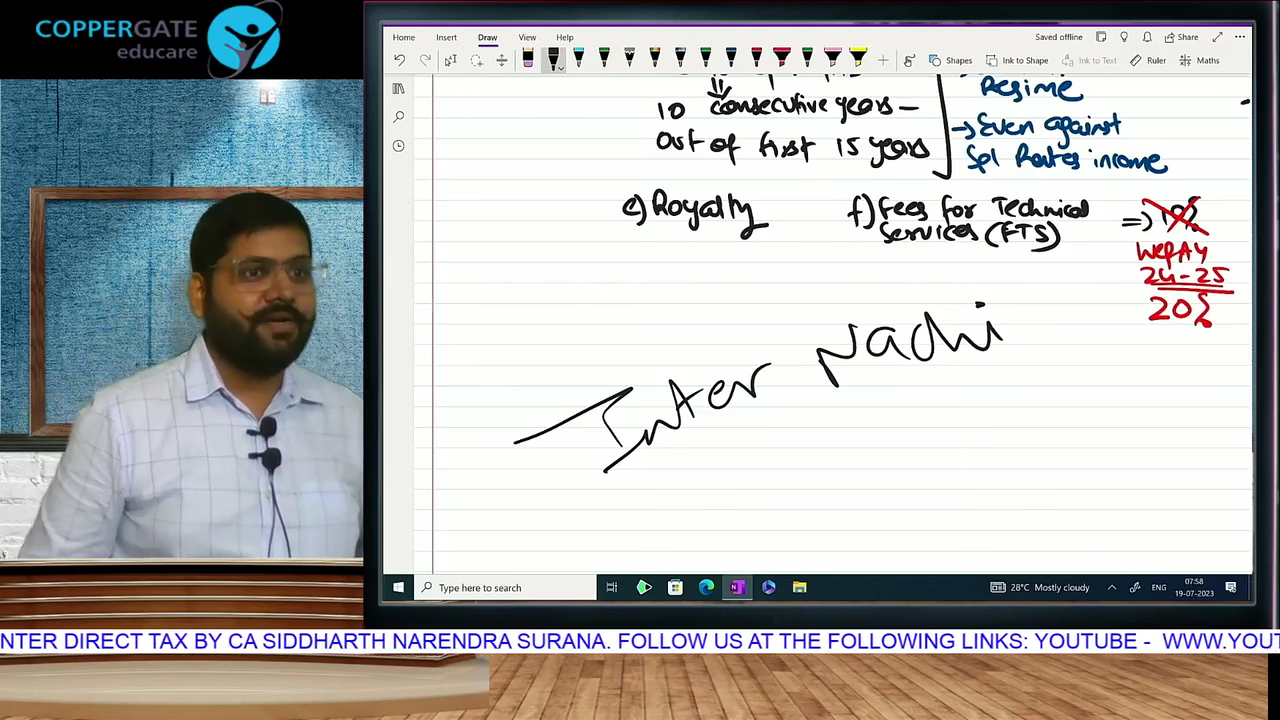 COPPERGATE
educare
Home Insert Draw View Help
Saved offline
Share
Shapes
Ink to Shape
Ink to Text
Ruler
Maths
10 consecutive years –
out of first 15 years
Regime
→ Even against
Spl Rates income
e) Royalty
f) Fees for Technical
Services (FTS)
=> 10%
Wef AY
24-25
20%
Inter Nadhi
Type here to search
28°C Mostly cloudy
ENG
07:58
19-07-2023
NTER DIRECT TAX BY CA SIDDHARTH NARENDRA SURANA. FOLLOW US AT THE FOLLOWING LINKS: YOUTUBE - WWW.YOUT